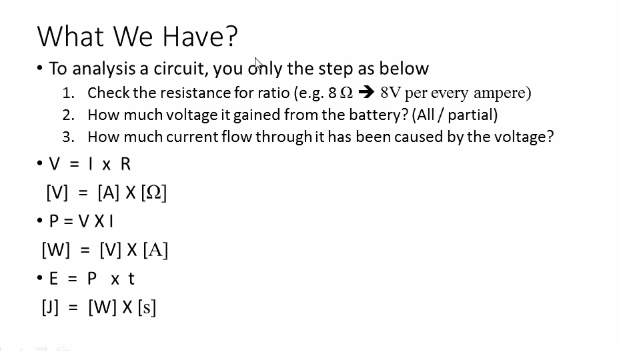 What We Have?
• To analysis a circuit, you only the step as below
1. Check the resistance for ratio (e.g. 8 Ω ➔ 8V per every ampere)
2. How much voltage it gained from the battery? (All / partial)
3. How much current flow through it has been caused by the voltage?
• V = I x R
[V] = [A] X [Ω]
• P = V X I
[W] = [V] X [A]
• E = P x t
[J] = [W] X [s]